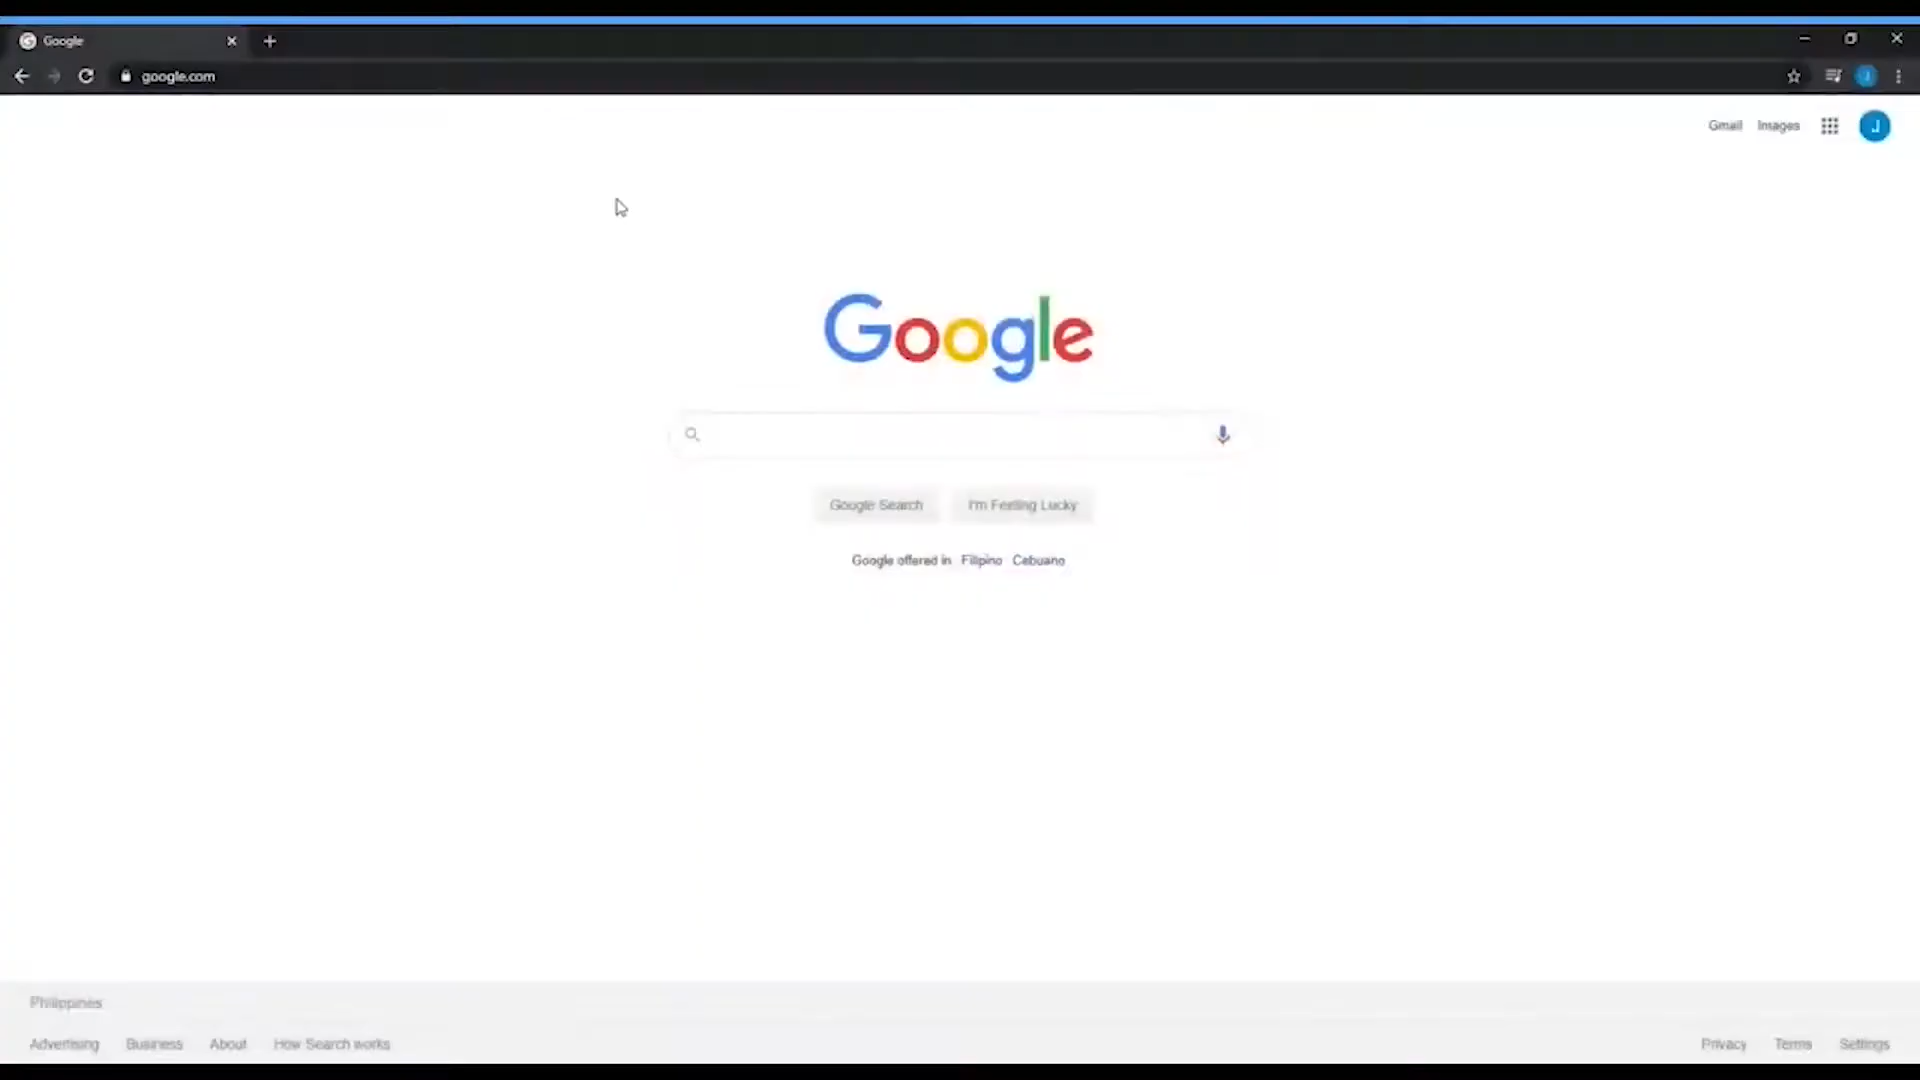 Google
google.com
Gmail Images J
Google
Google Search I'm Feeling Lucky
Google offered in Filipino Cebuano
Philippines
Advertising Business About How Search works Privacy Terms Settings